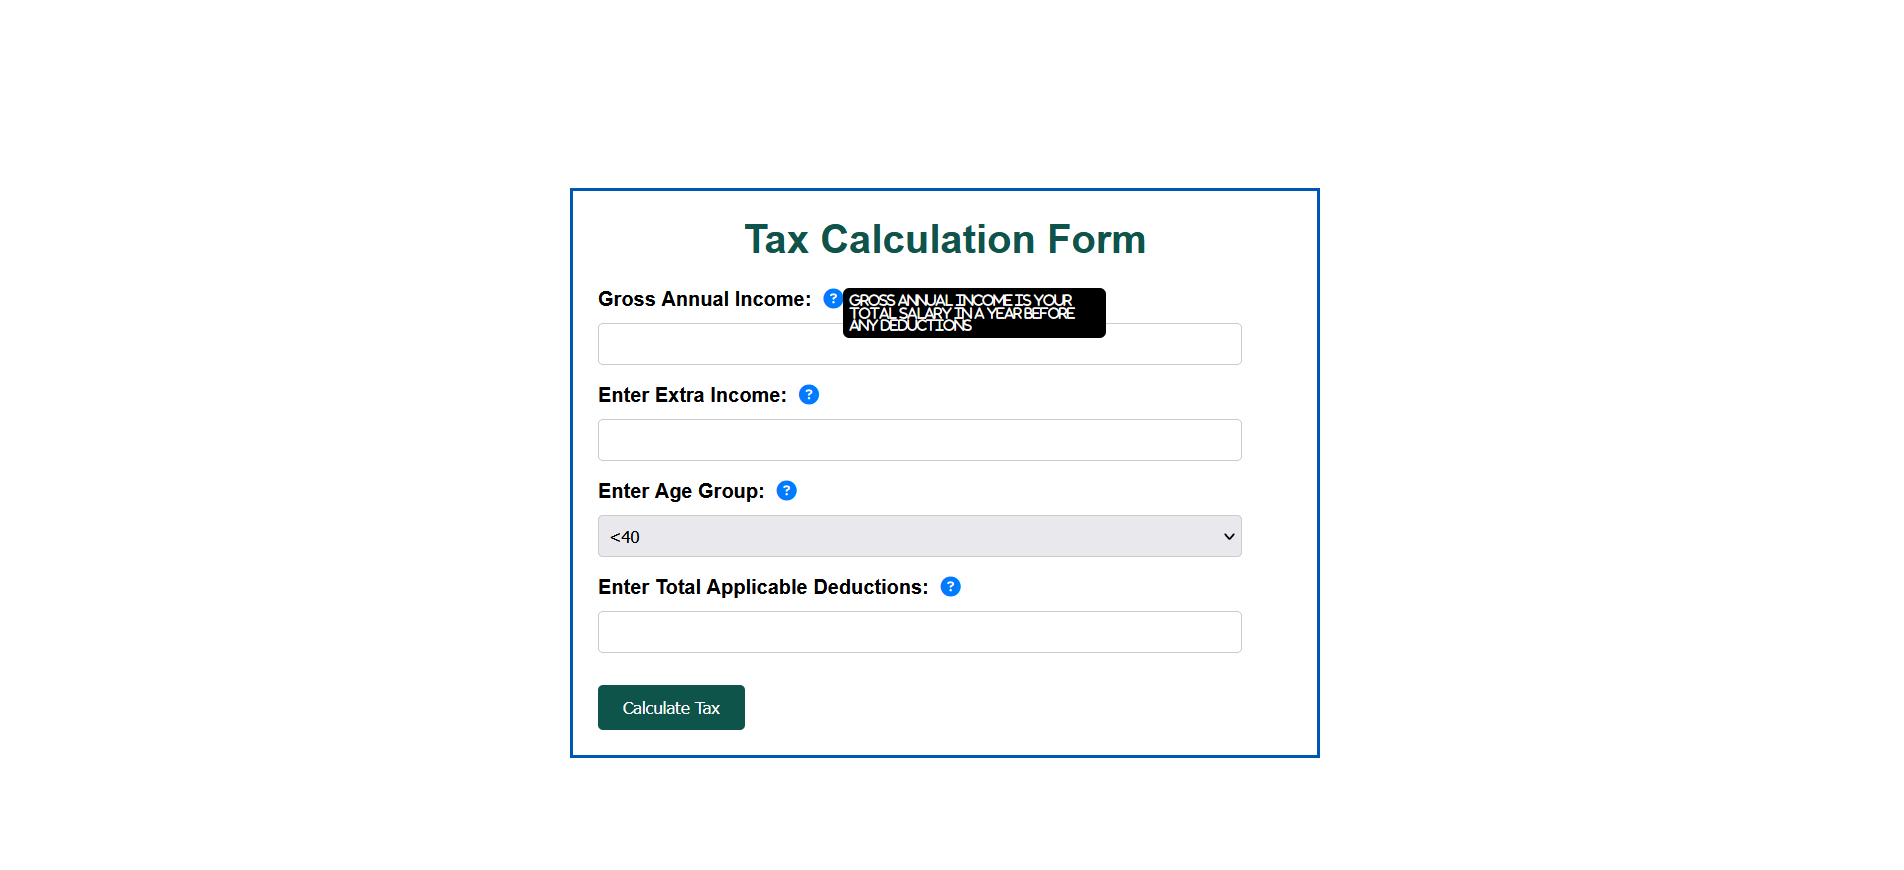 Tax Calculation Form
Gross Annual Income: ?
GROSS ANNUAL INCOME IS YOUR
TOTAL SALARY IN A YEAR BEFORE
ANY DEDUCTIONS
Enter Extra Income: ?
Enter Age Group: ?
<40
Enter Total Applicable Deductions: ?
Calculate Tax